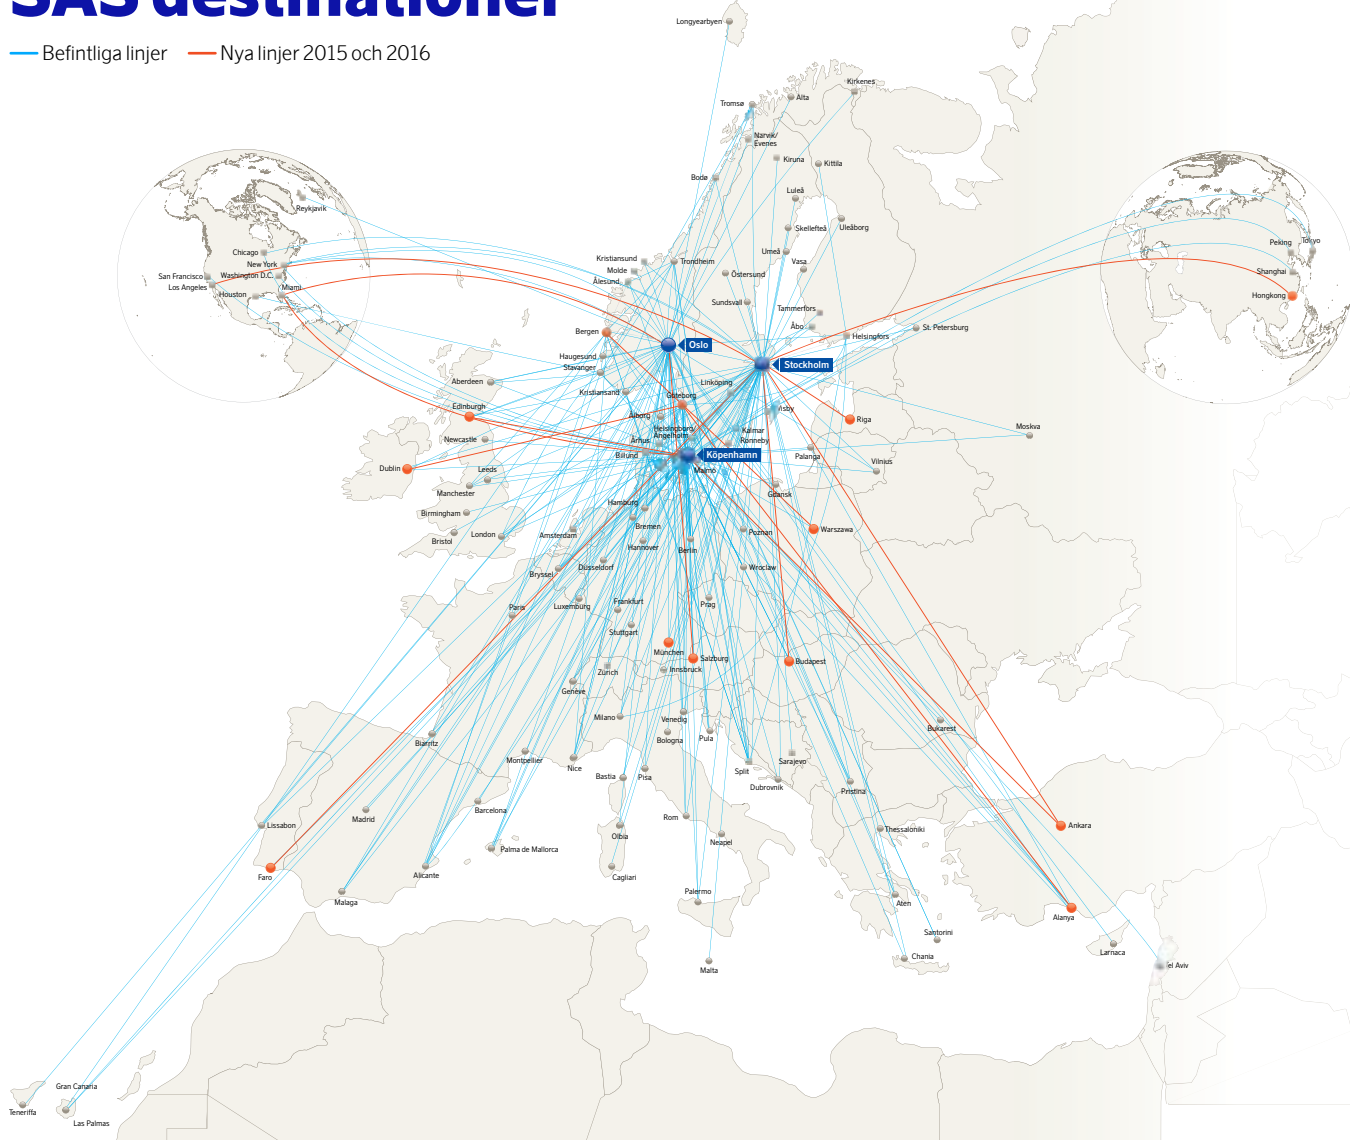 SAS destinationer
Befintliga linjer
Nya linjer 2015 och 2016
Longyearbyen
Kirkenes
Tromsø
Alta
Narvik/
Evenes
Kiruna
Kittila
Bodø
Luleå
Reykjavik
Skellefteå
Uleåborg
Chicago
New York
San Francisco
Washington D.C.
Los Angeles
Houston
Miami
Kristiansund
Molde
Ålesund
Trondheim
Östersund
Umeå
Vasa
Peking
Tokyo
Shanghai
Hongkong
Sundsvall
Tammerfors
Åbo
Helsingfors
St. Petersburg
Bergen
Oslo
Haugesund
Stavanger
Stockholm
Aberdeen
Kristiansand
Linköping
Göteborg
Edinburgh
Ålborg
Visby
Riga
Newcastle
Helsingborg/
Ängelholm
Kalmar
Århus
Ronneby
Moskva
Billund
Köpenhamn
Palanga
Dublin
Leeds
Malmö
Vilnius
Manchester
Gdansk
Birmingham
Hamburg
Bremen
Bristol
London
Amsterdam
Hannover
Berlin
Poznan
Warszawa
Bryssel
Düsseldorf
Wroclaw
Paris
Luxemburg
Frankfurt
Prag
Stuttgart
München
Salzburg
Budapest
Zürich
Innsbruck
Genève
Milano
Venedig
Bukarest
Biarritz
Bologna
Pula
Montpellier
Nice
Bastia
Pisa
Split
Sarajevo
Dubrovnik
Pristina
Barcelona
Madrid
Lissabon
Rom
Olbia
Neapel
Thessaloniki
Ankara
Palma de Mallorca
Faro
Alicante
Cagliari
Malaga
Palermo
Aten
Alanya
Santorini
Larnaca
Chania
Malta
Tel Aviv
Gran Canaria
Teneriffa
Las Palmas